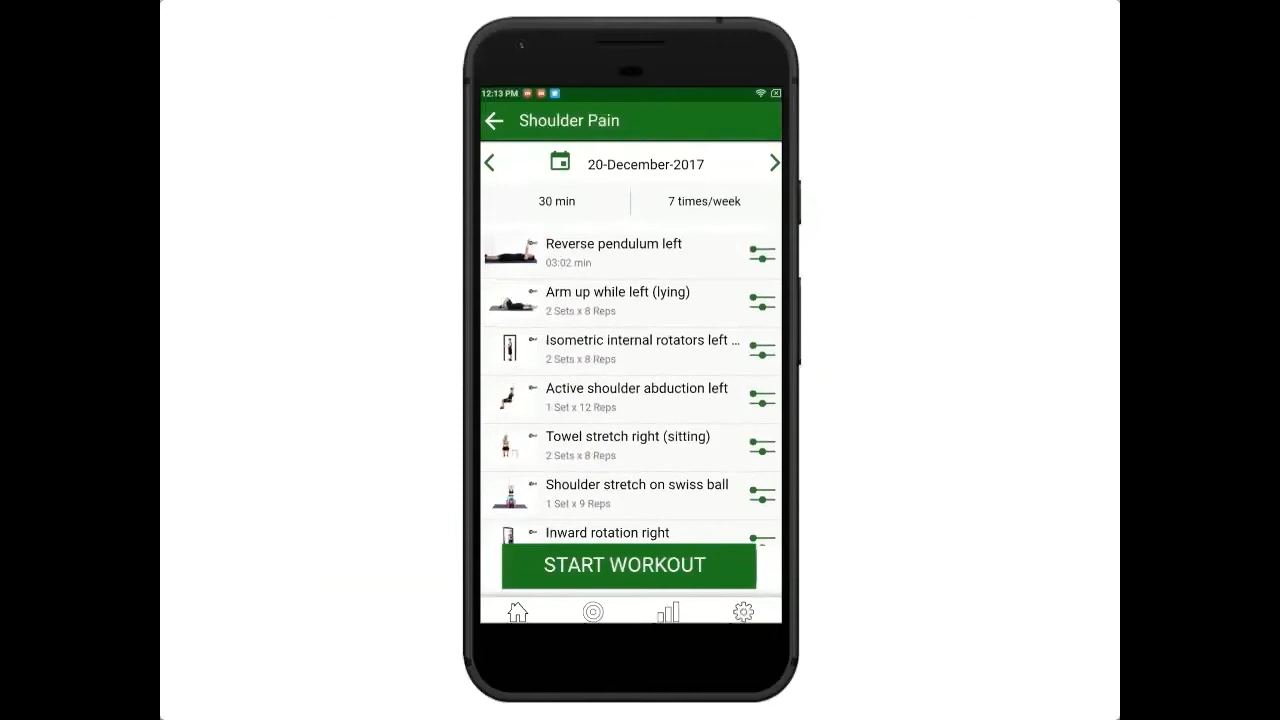 12:13 PM
Shoulder Pain
20-December-2017
30 min
7 times/week
Reverse pendulum left
03:02 min
Arm up while left (lying)
2 Sets x 8 Reps
Isometric internal rotators left ...
2 Sets x 8 Reps
Active shoulder abduction left
1 Set x 12 Reps
Towel stretch right (sitting)
2 Sets x 8 Reps
Shoulder stretch on swiss ball
1 Set x 9 Reps
Inward rotation right
START WORKOUT